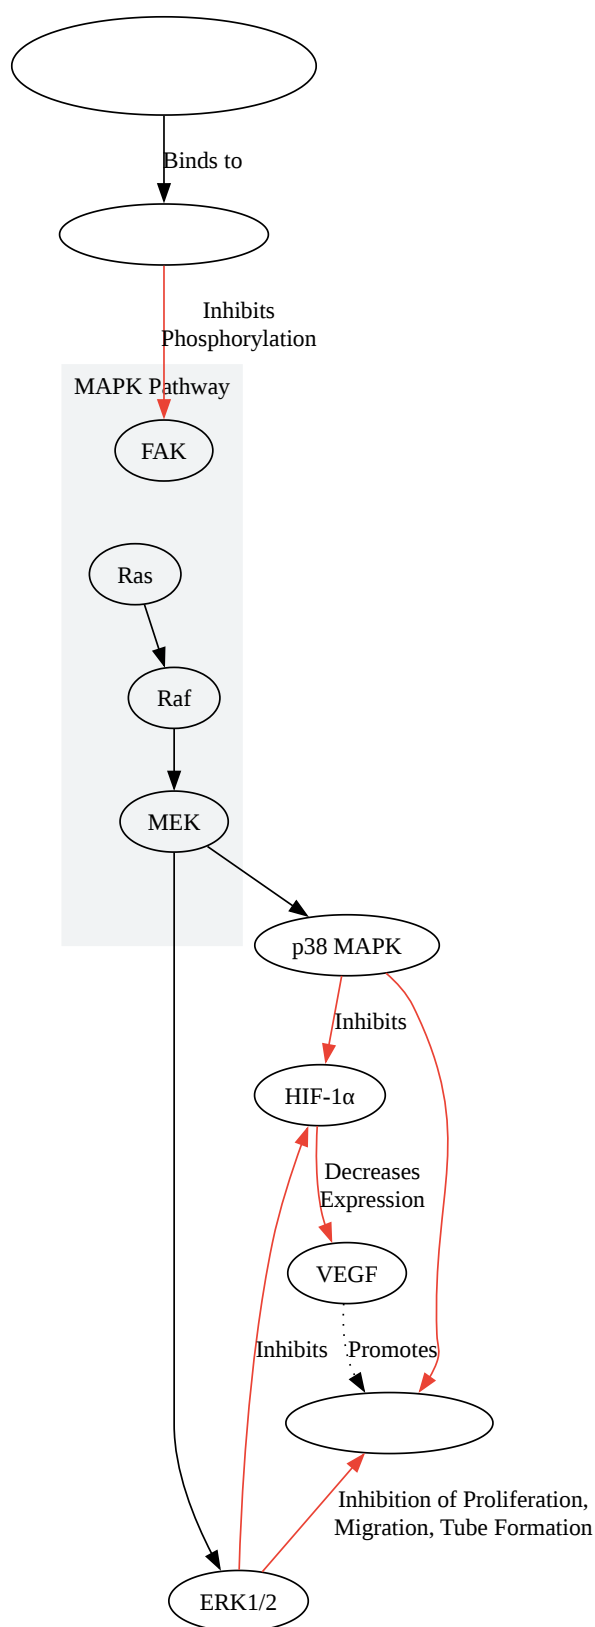 Binds to
Inhibits
Phosphorylation
MAPK Pathway
FAK
Ras
Raf
MEK
p38 MAPK
Inhibits
HIF-1α
Decreases
Expression
VEGF
Inhibits
Promotes
Inhibition of Proliferation,
Migration, Tube Formation
ERK1/2